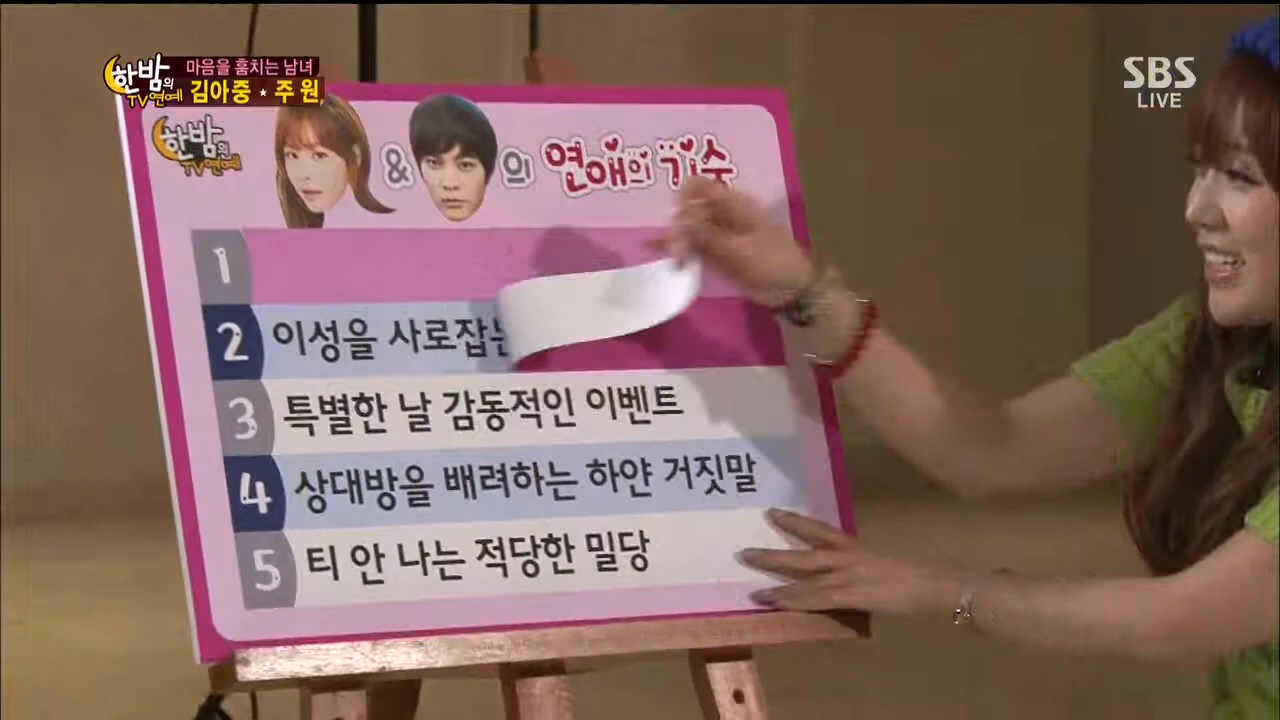 한밤의
TV연예
마음을 훔치는 남녀
김아중 ★ 주원
SBS
LIVE
한밤의
TV연예
& 의 연애의 기술
1
2 이성을 사로잡는
3 특별한 날 감동적인 이벤트
4 상대방을 배려하는 하얀 거짓말
5 티 안 나는 적당한 밀당